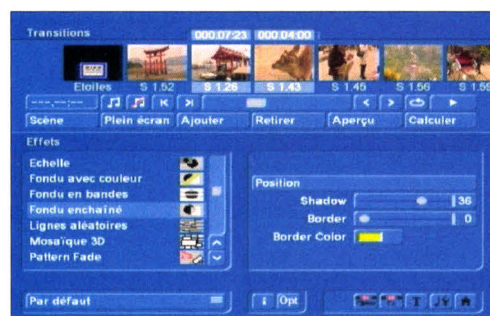 Transitions 000.07:23 000.04:00
Etoiles S 1.52 S 1.26 S 1.43 S 1.45 S 1.56 S 1.59
Scène Plein écran Ajouter Retirer Aperçu Calculer
Effets
Echelle
Fondu avec couleur
Fondu en bandes
Fondu enchaîné
Lignes aléatoires
Mosaïque 3D
Pattern Fade
Position
Shadow 36
Border 0
Border Color
Par défaut i Opt T